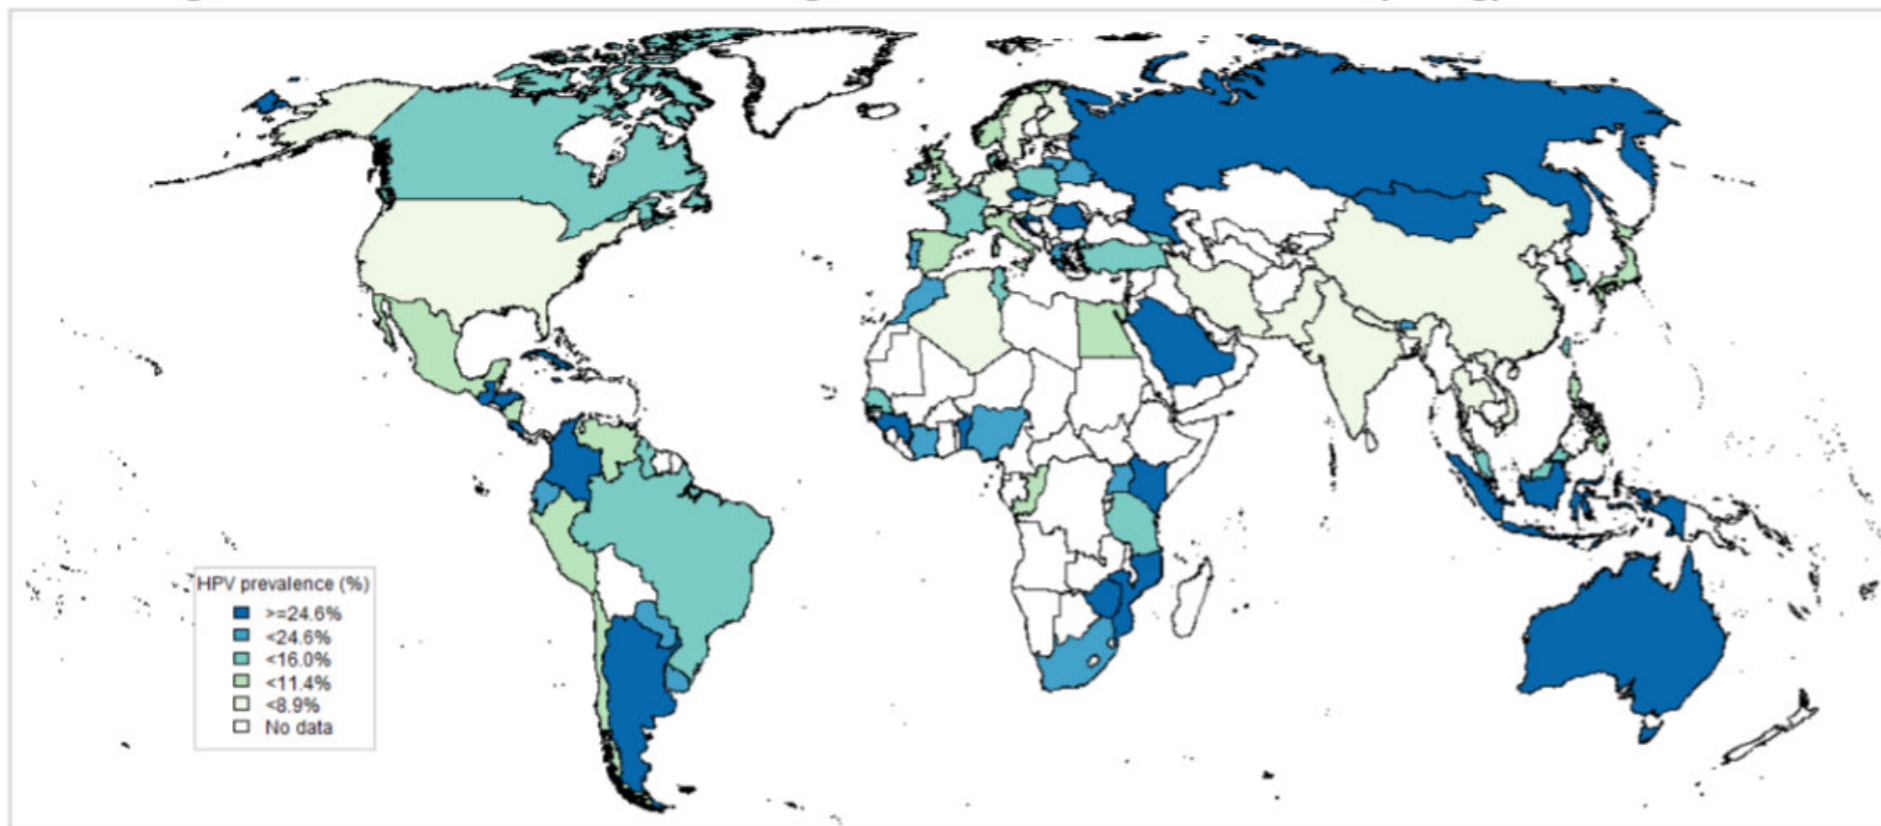 HPV prevalence (%)
>=24.6%
<24.6%
<16.0%
<11.4%
<8.9%
No data